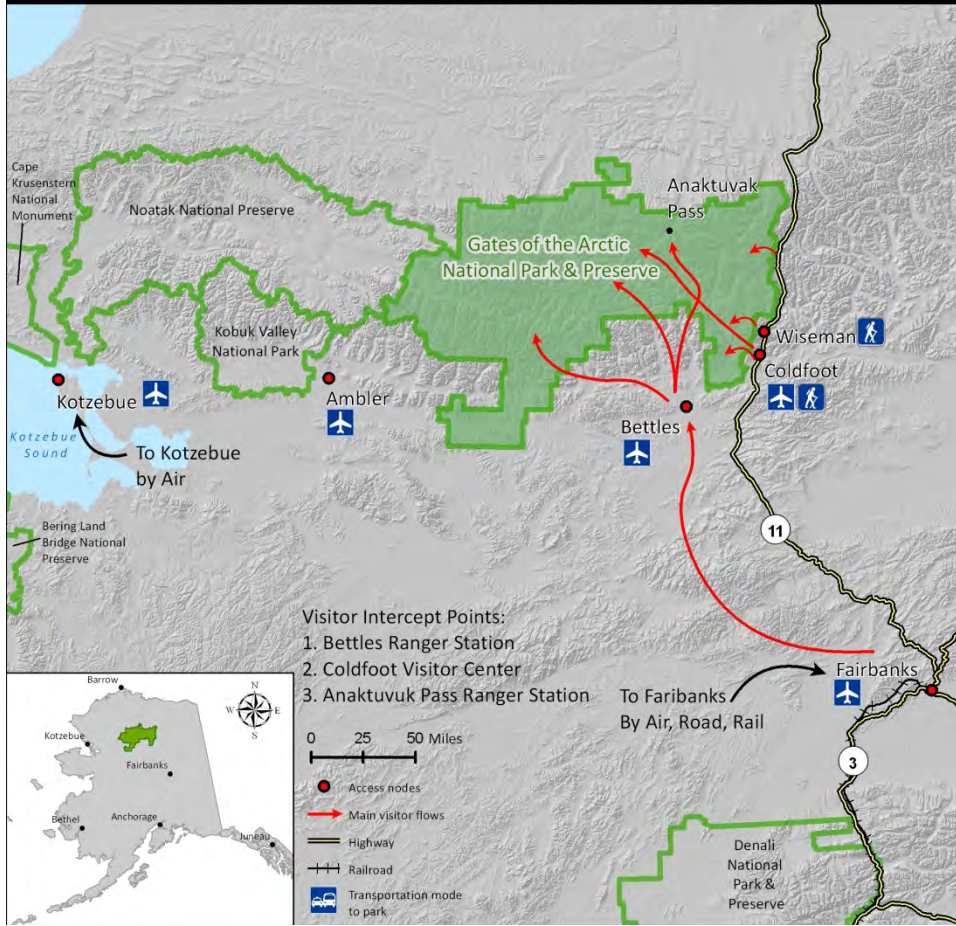 Cape
Krusenstern
National
Monument
Noatak National Preserve
Anaktuvak
Pass
Gates of the Arctic
National Park & Preserve
Kobuk Valley
National Park
Wiseman
Coldfoot
Kotzebue
Ambler
Bettles
Kotzebue
Sound
To Kotzebue
by Air
Bering Land
Bridge National
Preserve
11
Visitor Intercept Points:
1. Bettles Ranger Station
2. Coldfoot Visitor Center
3. Anaktuvuk Pass Ranger Station
Fairbanks
To Faribanks
By Air, Road, Rail
3
0 25 50 Miles
Access nodes
Main visitor flows
Highway
Railroad
Transportation mode
to park
Denali
National
Park &
Preserve
Barrow
N
W E
S
Kotzebue
Fairbanks
Bethel
Anchorage
Juneau